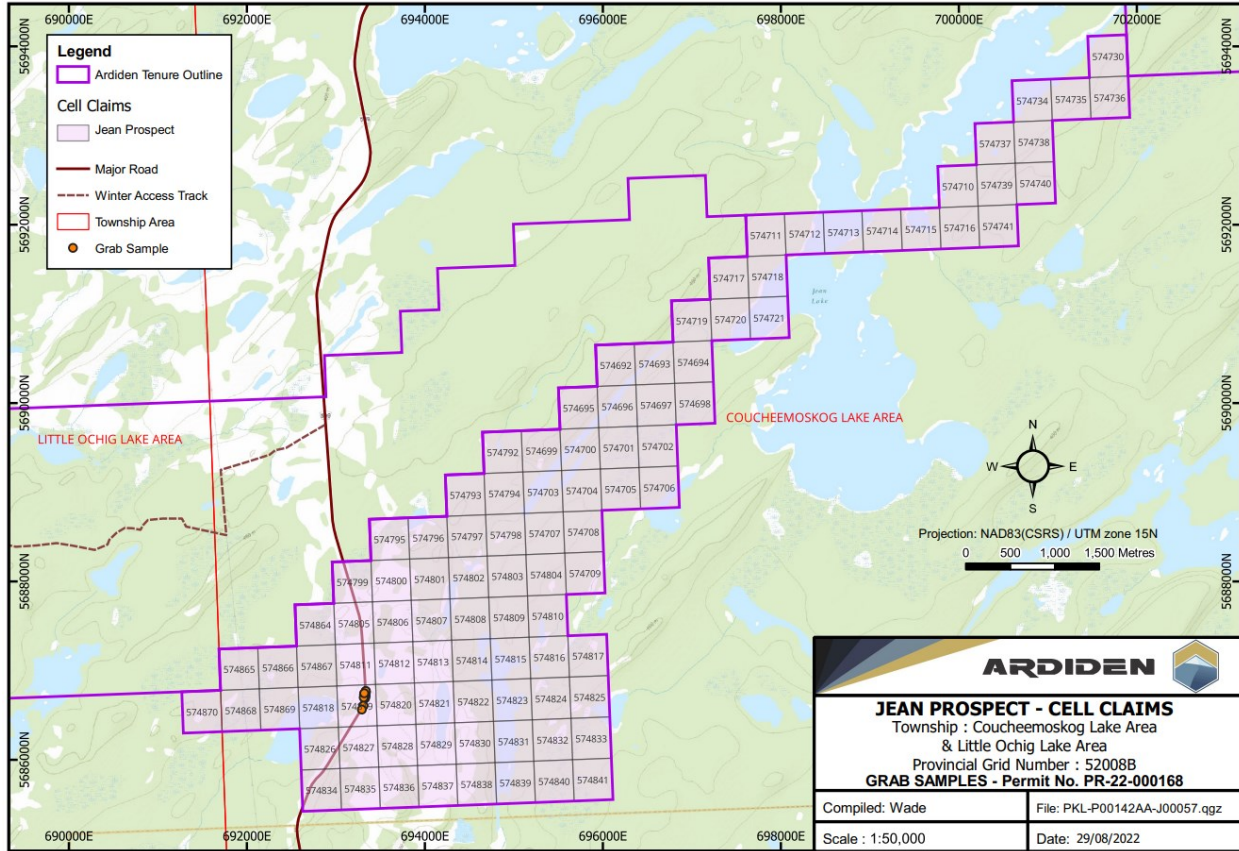 690000E 692000E 694000E 696000E 698000E 700000E 702000E
5694000N 5694000N
5692000N 5692000N
5690000N 5690000N
5688000N 5688000N
5686000N
Legend
Ardiden Tenure Outline
Cell Claims
Jean Prospect
Major Road
Winter Access Track
Township Area
Grab Sample
574730
574734 574735 574736
574737 574738
574710 574739 574740
574711 574712 574713 574714 574715 574716 574741
574717 574718
Jean
Lake
574719 574720 574721
574692 574693 574694
574695 574696 574697 574698
LITTLE OCHIG LAKE AREA
COUCHEEMOSKOG LAKE AREA
574792 574699 574700 574701 574702
574793 574794 574703 574704 574705 574706
574795 574796 574797 574798 574707 574708
574799 574800 574801 574802 574803 574804 574709
574864 574805 574806 574807 574808 574809 574810
574865 574866 574867 574811 574812 574813 574814 574815 574816 574817
574870 574868 574869 574818 574820 574821 574822 574823 574824 574825
574826 574827 574828 574829 574830 574831 574832 574833
574834 574835 574836 574837 574838 574839 574840 574841
N
W E
S
Projection: NAD83(CSRS) / UTM zone 15N
0 500 1,000 1,500 Metres
ARDIDEN
JEAN PROSPECT - CELL CLAIMS
Township : Coucheemoskog Lake Area
& Little Ochig Lake Area
Provincial Grid Number : 52008B
GRAB SAMPLES - Permit No. PR-22-000168
Compiled: Wade File: PKL-P00142AA-J00057.qgz
Scale : 1:50,000 Date: 29/08/2022
690000E 692000E 694000E 696000E 698000E